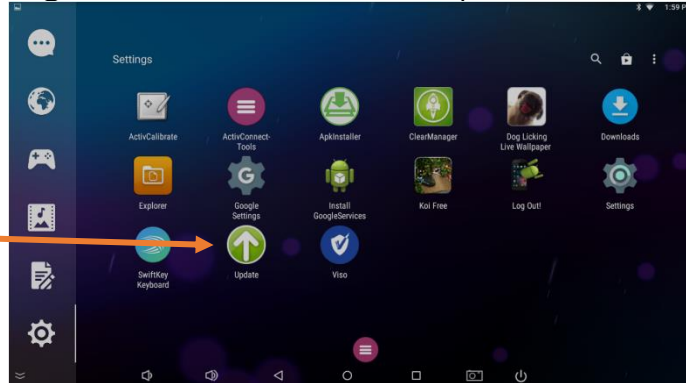 1:59 P
Settings
ActivCalibrate
ActivConnect-
Tools
ApkInstaller
ClearManager
Dog Licking
Live Wallpaper
Downloads
Explorer
G
Google
Settings
Install
GoogleServices
Koi Free
Log Out!
Settings
SwiftKey
Keyboard
Update
Viso